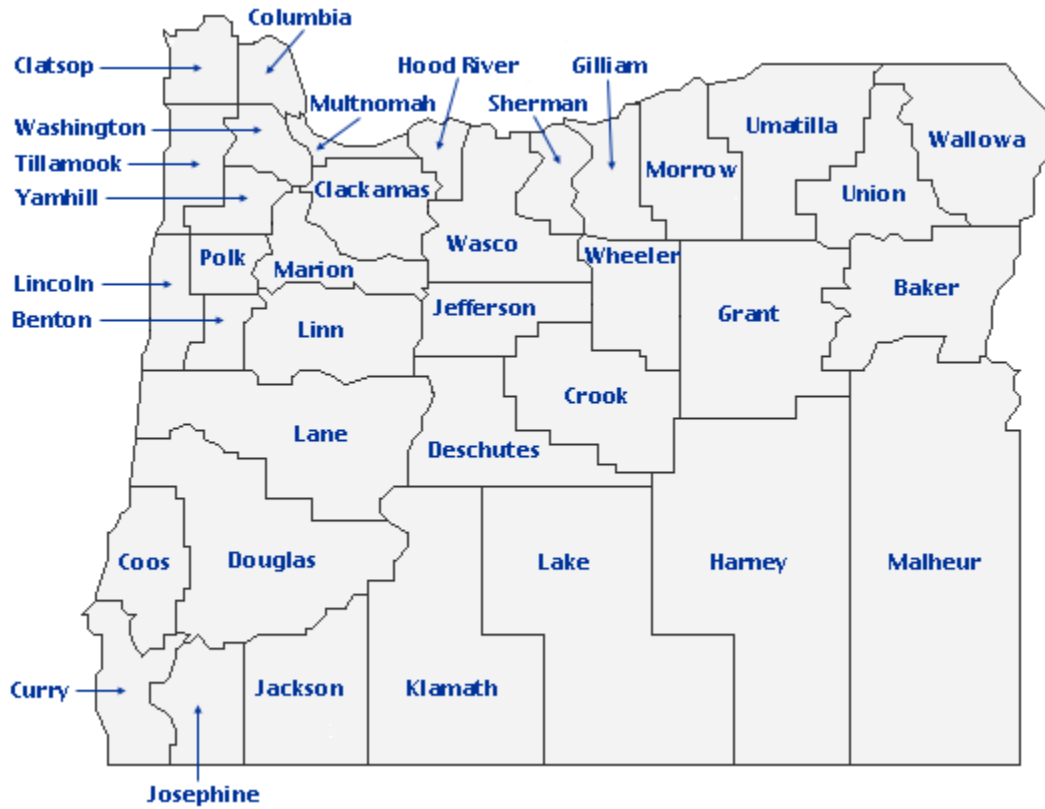 Columbia
Clatsop
Hood River
Gilliam
Multnomah
Sherman
Washington
Umatilla
Wallowa
Tillamook
Morrow
Yamhill
Clackamas
Union
Polk
Wasco
Wheeler
Marion
Lincoln
Baker
Benton
Jefferson
Grant
Linn
Crook
Lane
Deschutes
Coos
Douglas
Lake
Harney
Malheur
Curry
Jackson
Klamath
Josephine